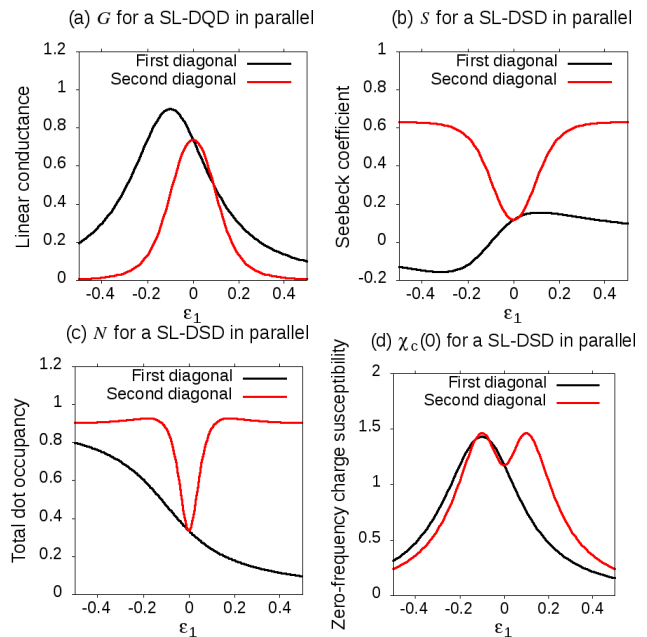 (a) G for a SL-DQD in parallel
Linear conductance
1.2
1
0.8
0.6
0.4
0.2
0
First diagonal
Second diagonal
-0.4 -0.2 0 0.2 0.4
ε1
(b) S for a SL-DSD in parallel
Seebeck coefficient
1
0.8
0.6
0.4
0.2
0
-0.2
First diagonal
Second diagonal
-0.4 -0.2 0 0.2 0.4
ε1
(c) N for a SL-DSD in parallel
Total dot occupancy
1.2
1
0.8
0.6
0.4
0.2
0
First diagonal
Second diagonal
-0.4 -0.2 0 0.2 0.4
ε1
(d) χc(0) for a SL-DSD in parallel
Zero-frequency charge susceptibility
2
1.5
1
0.5
0
First diagonal
Second diagonal
-0.4 -0.2 0 0.2 0.4
ε1